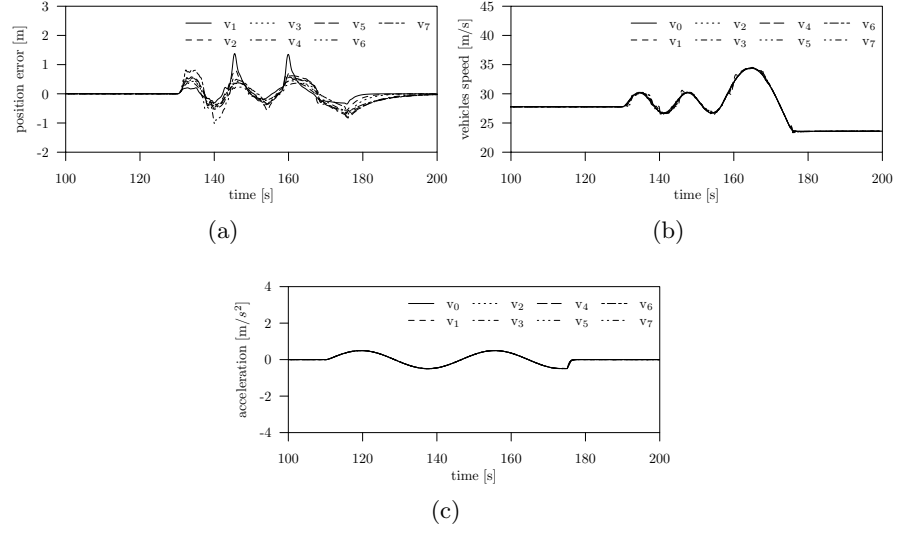 3
2
1
0
-1
-2
position error [m]
v1 v3 v5 v7
v2 v4 v6
100 120 140 160 180 200
time [s]
(a)
45
40
35
30
25
20
vehicles speed [m/s]
v0 v2 v4 v6
v1 v3 v5 v7
100 120 140 160 180 200
time [s]
(b)
4
2
0
-2
-4
acceleration [m/s²]
v0 v2 v4 v6
v1 v3 v5 v7
100 120 140 160 180 200
time [s]
(c)